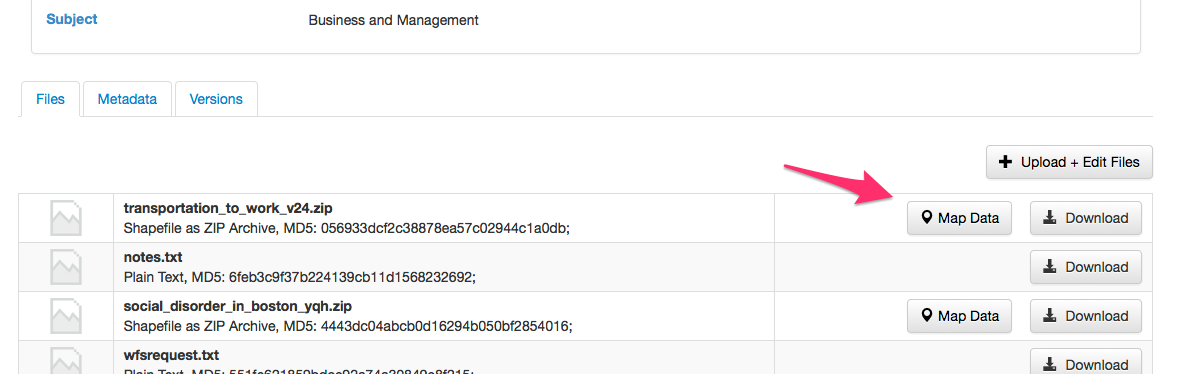 Subject Business and Management
Files Metadata Versions
Upload + Edit Files
transportation_to_work_v24.zip
Shapefile as ZIP Archive, MD5: 056933dcf2c38878ea57c02944c1a0db;
Map Data Download
notes.txt
Plain Text, MD5: 6feb3c9f37b224139cb11d1568232692;
Download
social_disorder_in_boston_yqh.zip
Shapefile as ZIP Archive, MD5: 4443dc04abcb0d16294b050bf2854016;
Map Data Download
wfsrequest.txt
Plain Text, MD5:
Download